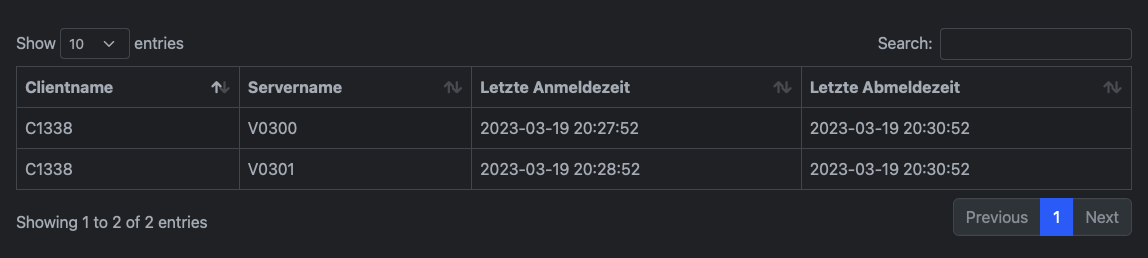 Show 10 entries Search:
Clientname Servername Letzte Anmeldezeit Letzte Abmeldezeit
C1338 V0300 2023-03-19 20:27:52 2023-03-19 20:30:52
C1338 V0301 2023-03-19 20:28:52 2023-03-19 20:30:52
Showing 1 to 2 of 2 entries Previous 1 Next